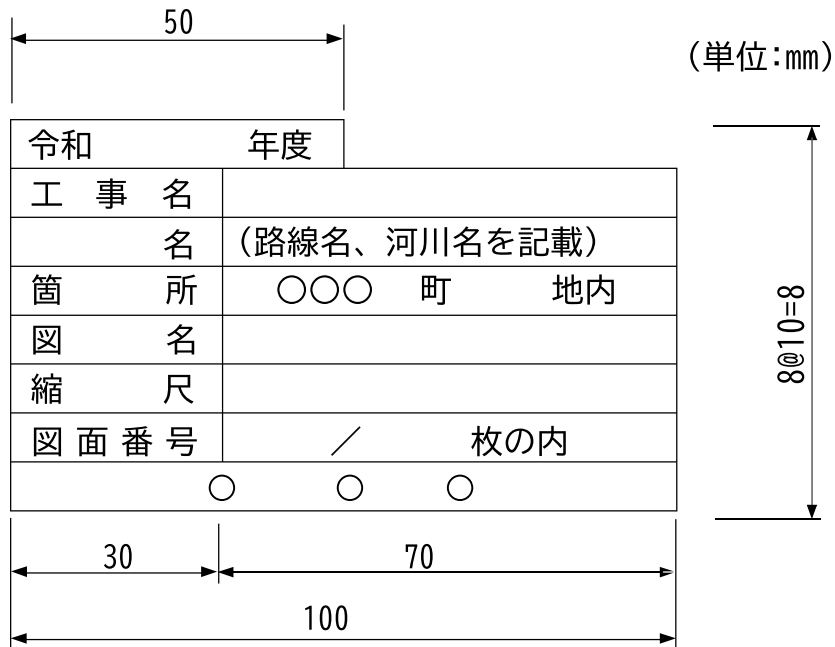 50
(単位:mm)
令和 年度
工事名
名 (路線名、河川名を記載)
箇所 ○○○ 町 地内
図名
縮尺
図面番号 / 枚の内
○ ○ ○
8@10=8
30 70
100